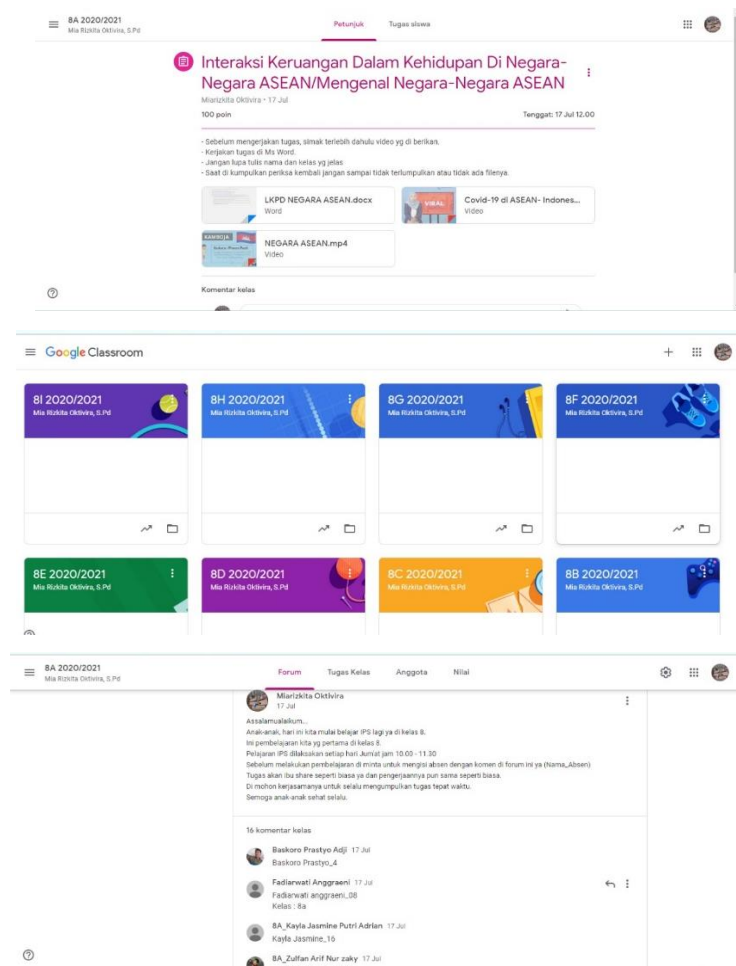 8A 2020/2021
Mia Rizkita Oktivira, S.Pd
Petunjuk Tugas siswa
Interaksi Keruangan Dalam Kehidupan Di Negara-
Negara ASEAN/Mengenal Negara-Negara ASEAN
Miarizkita Oktivira • 17 Jul
100 poin Tenggat: 17 Jul 12.00
- Sebelum mengerjakan tugas, simak terlebih dahulu video yg di berikan.
- Kerjakan tugas di Ms Word.
- Jangan lupa tulis nama dan kelas yg jelas
- Saat di kumpulkan periksa kembali jangan sampai tidak terlumpulkan atau tidak ada filenya.
LKPD NEGARA ASEAN.docx
Word
VIRAL
Covid-19 di ASEAN- Indones...
Video
KAMBOJA
NEGARA ASEAN.mp4
Video
Komentar kelas
Google Classroom
8I 2020/2021
Mia Rizkita Oktivira, S.Pd
8H 2020/2021
Mia Rizkita Oktivira, S.Pd
8G 2020/2021
Mia Rizkita Oktivira, S.Pd
8F 2020/2021
Mia Rizkita Oktivira, S.Pd
8E 2020/2021
Mia Rizkita Oktivira, S.Pd
8D 2020/2021
Mia Rizkita Oktivira, S.Pd
8C 2020/2021
Mia Rizkita Oktivira, S.Pd
8B 2020/2021
Mia Rizkita Oktivira, S.Pd
8A 2020/2021
Mia Rizkita Oktivira, S.Pd
Forum Tugas Kelas Anggota Nilai
Miarizkita Oktivira
17 Jul
Assalamualaikum...
Anak-anak, hari ini kita mulai belajar IPS lagi ya di kelas 8.
Ini pembelajaran kita yg pertama di kelas 8.
Pelajaran IPS dilaksakan setiap hari Jum'at jam 10.00 - 11.30
Sebelum melakukan pembelajaran di minta untuk mengisi absen dengan komen di forum ini ya (Nama_Absen)
Tugas akan ibu share seperti biasa ya dan pengerjaannya pun sama seperti biasa.
Di mohon kerjasamanya untuk selalu mengumpulkan tugas tepat waktu.
Semoga anak-anak sehat selalu.
16 komentar kelas
Baskoro Prastyo Adji 17 Jul
Baskoro Prastyo_4
Fadiarwati Anggraeni 17 Jul
Fadiarwati anggraeni_08
Kelas : 8a
8A_Kayla Jasmine Putri Adrian 17 Jul
Kayla Jasmine_16
8A_Zulfan Arif Nur zaky 17 Jul